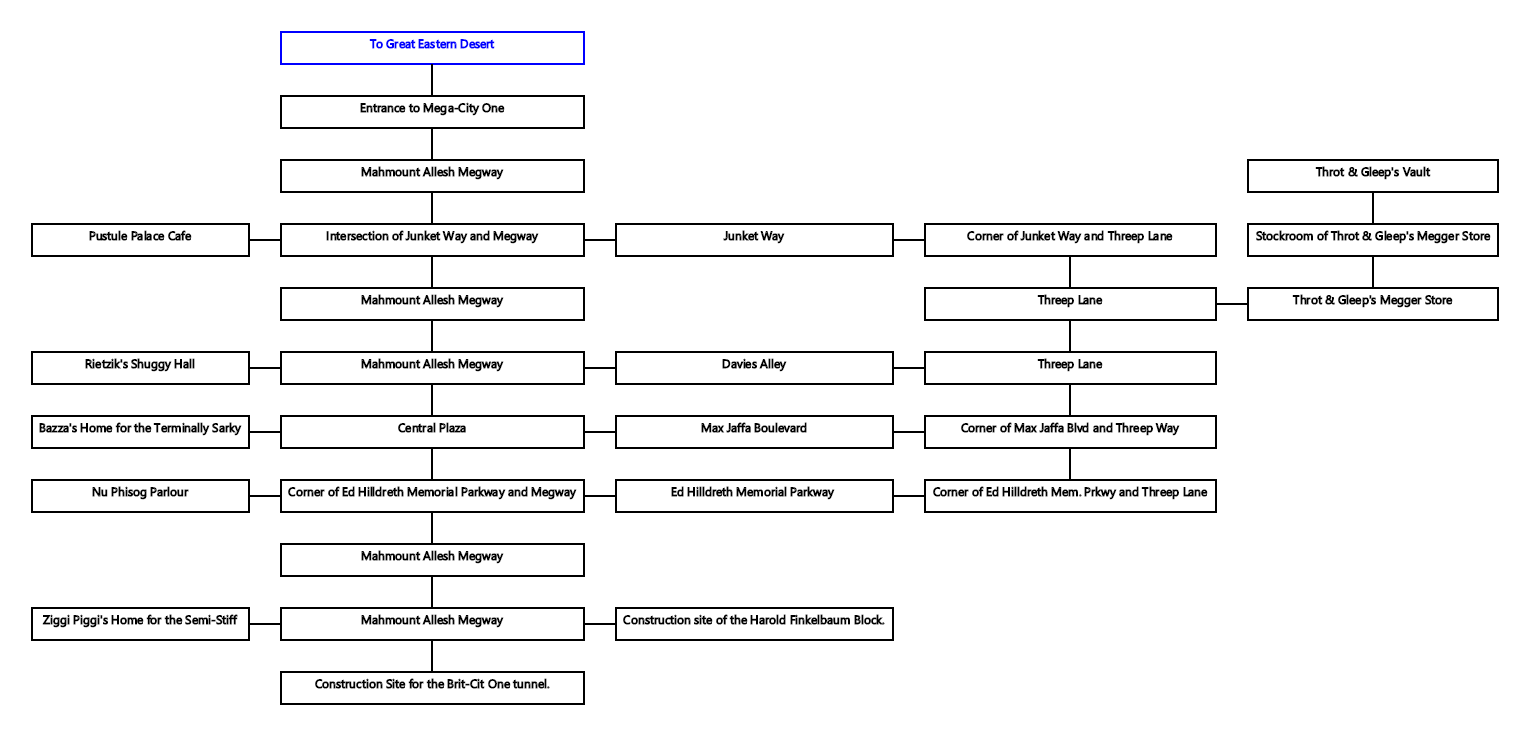 To Great Eastern Desert
Entrance to Mega-City One
Mahmount Allesh Megway
Throt & Gleep's Vault
Pustule Palace Cafe
Intersection of Junket Way and Megway
Junket Way
Corner of Junket Way and Threep Lane
Stockroom of Throt & Gleep's Megger Store
Mahmount Allesh Megway
Threep Lane
Throt & Gleep's Megger Store
Rietzik's Shuggy Hall
Mahmount Allesh Megway
Davies Alley
Threep Lane
Bazza's Home for the Terminally Sarky
Central Plaza
Max Jaffa Boulevard
Corner of Max Jaffa Blvd and Threep Way
Nu Phisog Parlour
Corner of Ed Hilldreth Memorial Parkway and Megway
Ed Hilldreth Memorial Parkway
Corner of Ed Hilldreth Mem. Prkwy and Threep Lane
Mahmount Allesh Megway
Ziggi Piggi's Home for the Semi-Stiff
Mahmount Allesh Megway
Construction site of the Harold Finkelbaum Block.
Construction Site for the Brit-Cit One tunnel.